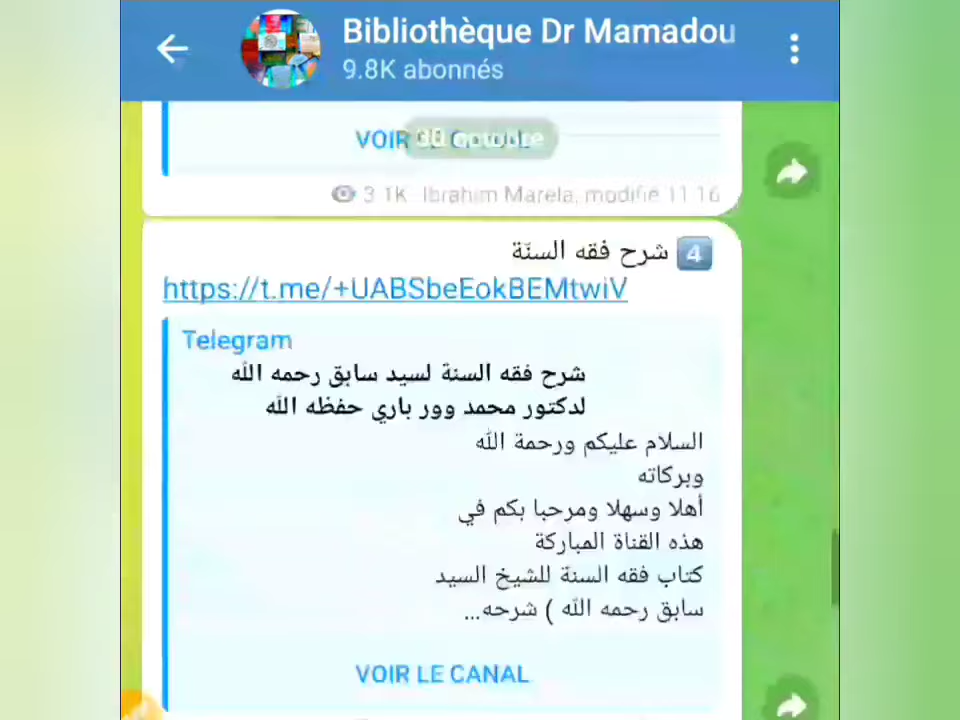 Bibliothèque Dr Mamadou
9.8K abonnés
VOIR
3.1K Ibrahim Marela, modifié 11:16
4 شرح فقه السنّة
https://t.me/+UABSbeEokBEMtwiV
Telegram
شرح فقه السنة لسيد سابق رحمه الله
لدكتور محمد وور باري حفظه الله
السلام عليكم ورحمة الله
وبركاته
أهلا وسهلا ومرحبا بكم في
هذه القناة المباركة
كتاب فقه السنة للشيخ السيد
سابق رحمه الله ) شرحه...
VOIR LE CANAL